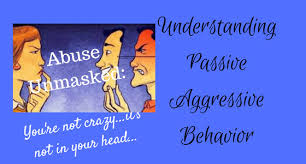 Abuse
Unmasked:
You're not crazy...it's
not in your head...
Understanding
Passive
Aggressive
Behavior